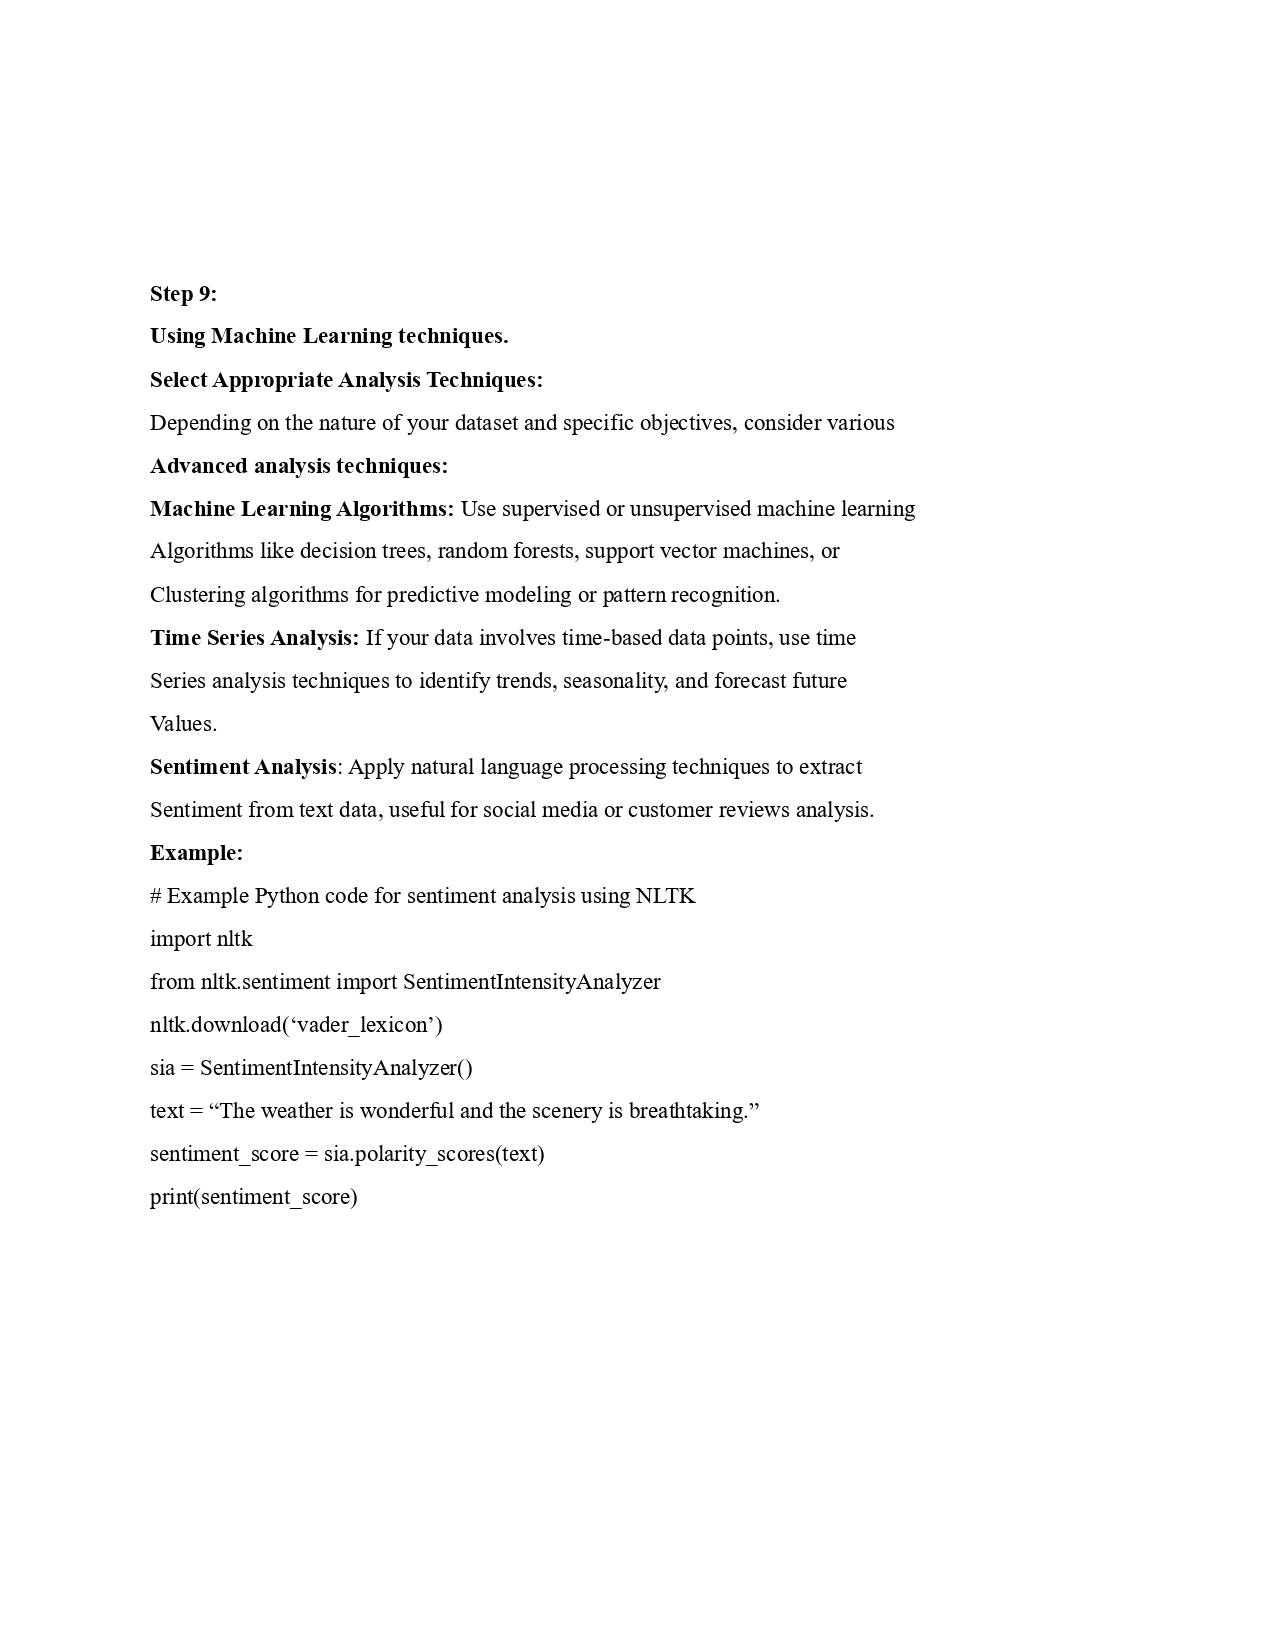 Step 9:
Using Machine Learning techniques.
Select Appropriate Analysis Techniques:
Depending on the nature of your dataset and specific objectives, consider various
Advanced analysis techniques:
Machine Learning Algorithms: Use supervised or unsupervised machine learning
Algorithms like decision trees, random forests, support vector machines, or
Clustering algorithms for predictive modeling or pattern recognition.
Time Series Analysis: If your data involves time-based data points, use time
Series analysis techniques to identify trends, seasonality, and forecast future
Values.
Sentiment Analysis: Apply natural language processing techniques to extract
Sentiment from text data, useful for social media or customer reviews analysis.
Example:
# Example Python code for sentiment analysis using NLTK
import nltk
from nltk.sentiment import SentimentIntensityAnalyzer
nltk.download(‘vader_lexicon’)
sia = SentimentIntensityAnalyzer()
text = “The weather is wonderful and the scenery is breathtaking.”
sentiment_score = sia.polarity_scores(text)
print(sentiment_score)